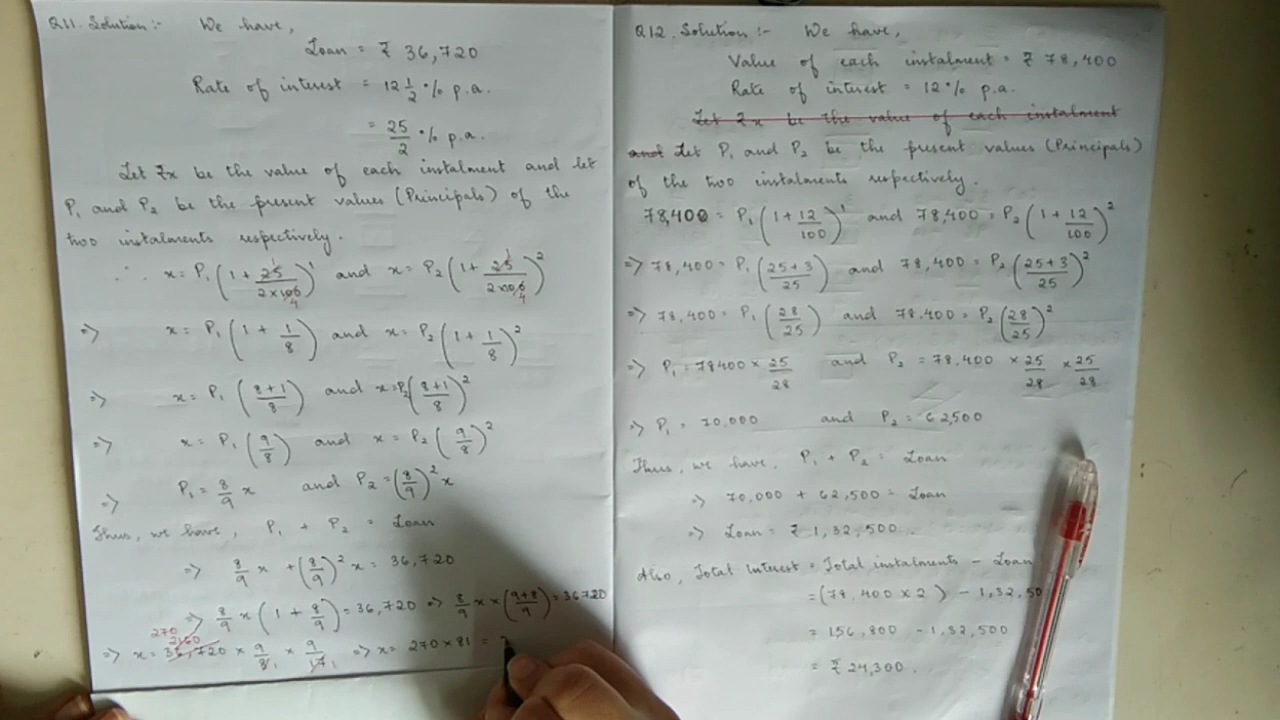 Q11. Solution:- We have,
Loan = ₹ 36,720
Rate of interest = 12 1/2 % p.a.
= 25/2 % p.a.
Let ₹x be the value of each instalment and let
P₁ and P₂ be the present values (Principals) of the
two instalments respectively.
∴ x = P₁ (1 + 25/(2×100))¹ and x = P₂ (1 + 25/(2×100))²
=> x = P₁ (1 + 1/8) and x = P₂ (1 + 1/8)²
=> x = P₁ ((8+1)/8) and x = P₂ ((8+1)/8)²
=> x = P₁ (9/8) and x = P₂ (9/8)²
=> P₁ = 8/9 x and P₂ = (8/9)² x
Thus, we have, P₁ + P₂ = Loan
=> 8/9 x + (8/9)² x = 36,720
=> 8/9 x (1 + 8/9) = 36,720 => 8/9 x × ((9+8)/9) = 36720
270
2160
=> x = 36,720 × 9/8 × 9/17 => x = 270 × 81 =
Q12. Solution:- We have,
Value of each instalment = ₹ 78,400
Rate of interest = 12 % p.a.
Let ₹x be the value of each instalment
and Let P₁ and P₂ be the present values (Principals)
of the two instalments respectively.
78,400 = P₁ (1 + 12/100)¹ and 78,400 = P₂ (1 + 12/100)²
=> 78,400 = P₁ ((25+3)/25) and 78,400 = P₂ ((25+3)/25)²
=> 78,400 = P₁ (28/25) and 78,400 = P₂ (28/25)²
=> P₁ = 78400 × 25/28 and P₂ = 78,400 × 25/28 × 25/28
=> P₁ = 70,000 and P₂ = 62,500
Thus, we have, P₁ + P₂ = Loan
=> 70,000 + 62,500 = Loan
=> Loan = ₹ 1,32,500.
Also, Total Interest = Total instalments - Loan
= (78,400 × 2) - 1,32,50
= 1,56,800 - 1,32,500
= ₹ 24,300.